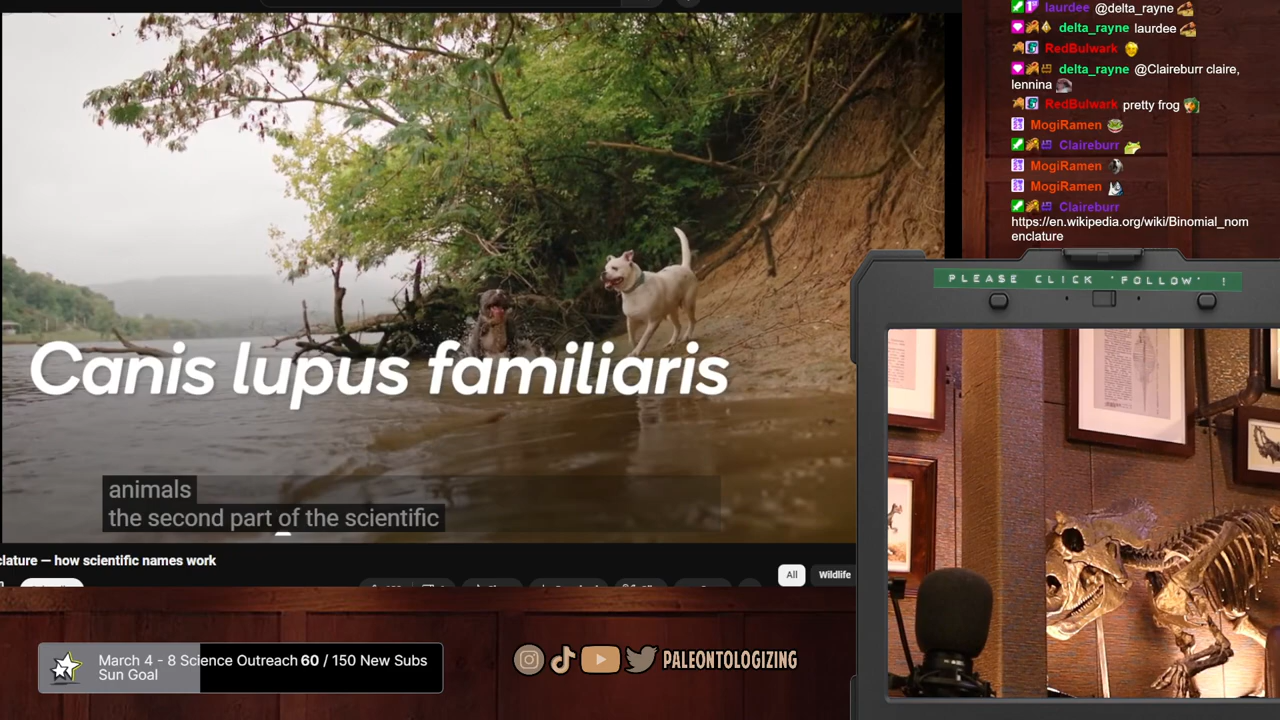 laurdee @delta_rayne
delta_rayne laurdee
RedBulwark
delta_rayne @Claireburr claire,
lennina
RedBulwark pretty frog
MogiRamen
Claireburr
MogiRamen
MogiRamen
Claireburr
https://en.wikipedia.org/wiki/Binomial_nom
enclature
PLEASE CLICK 'FOLLOW' !
Canis lupus familiaris
animals
the second part of the scientific
clature — how scientific names work
All
Wildlife
March 4 - 8 Science Outreach 60 / 150 New Subs
Sun Goal
PALEONTOLOGIZING